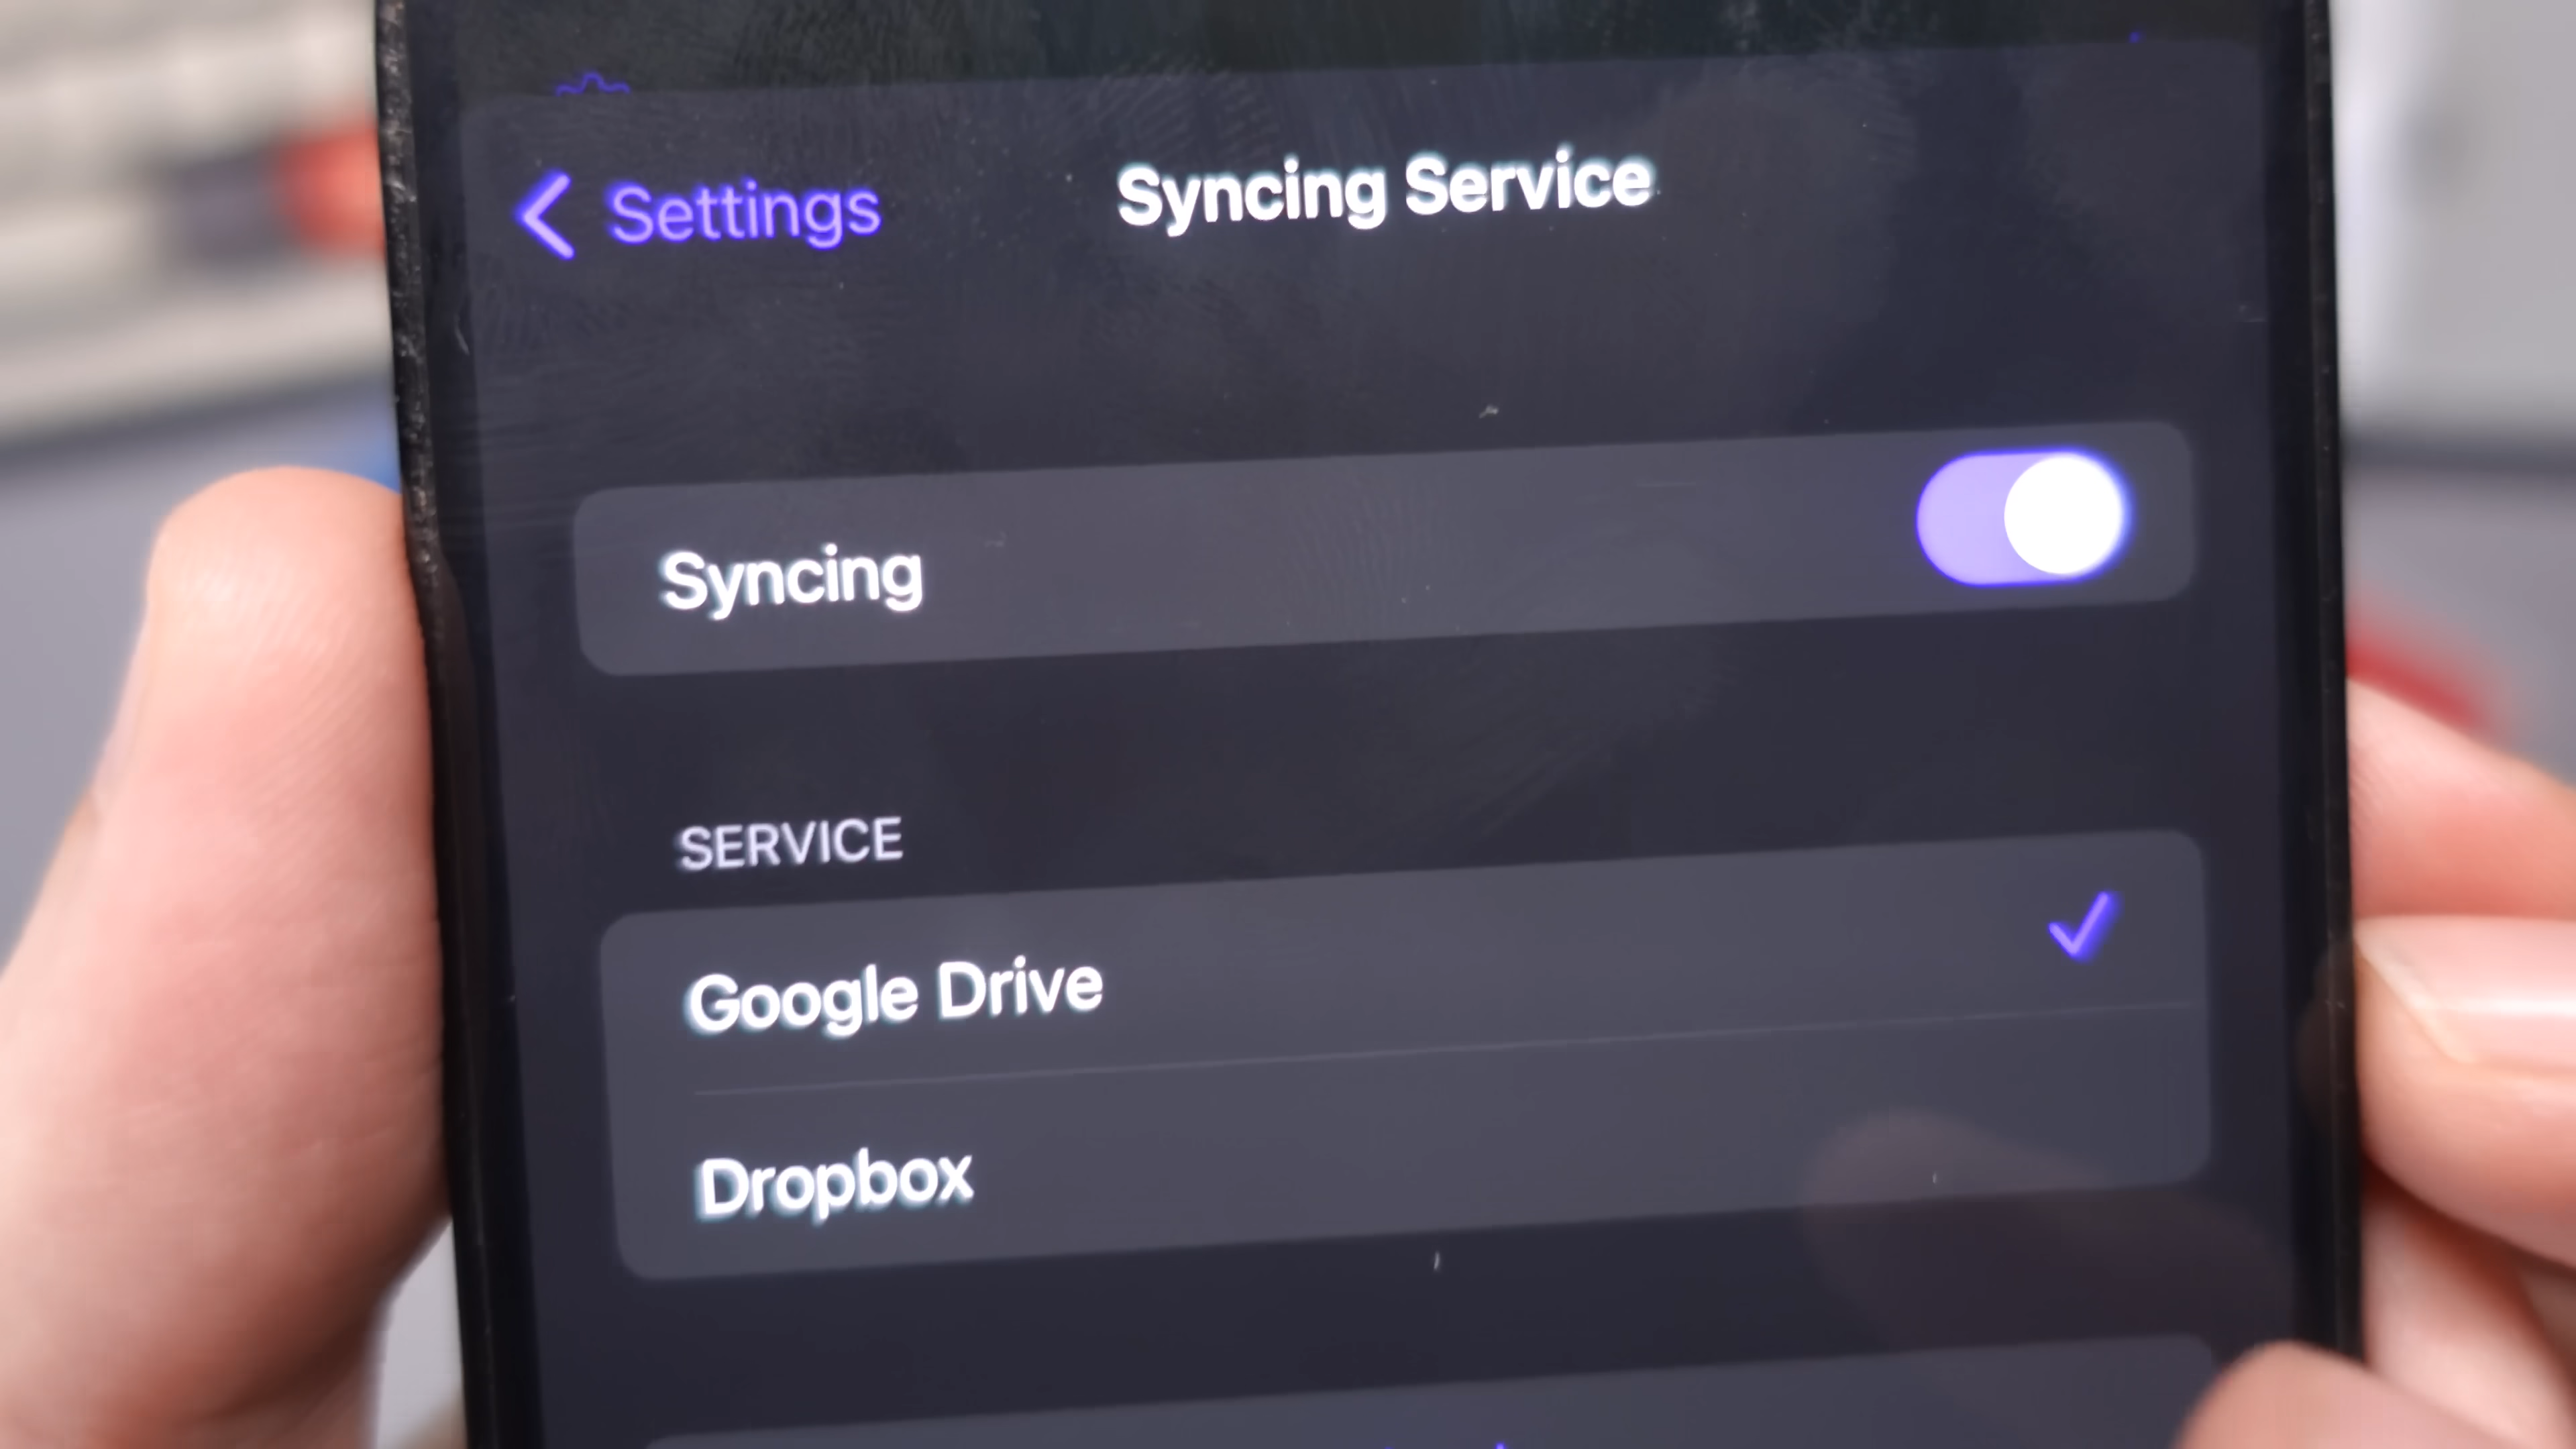 Settings
Syncing Service
Syncing
SERVICE
Google Drive
Dropbox